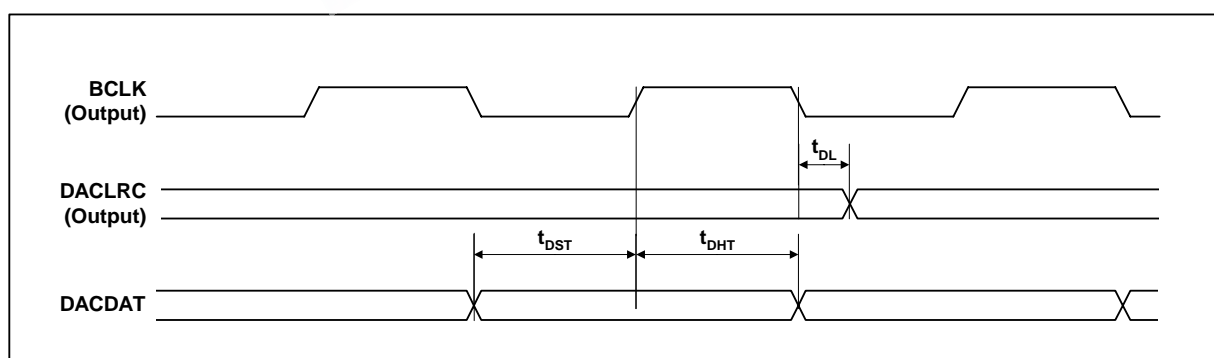 BCLK
(Output)
t_DL
DACLRC
(Output)
t_DST
t_DHT
DACDAT